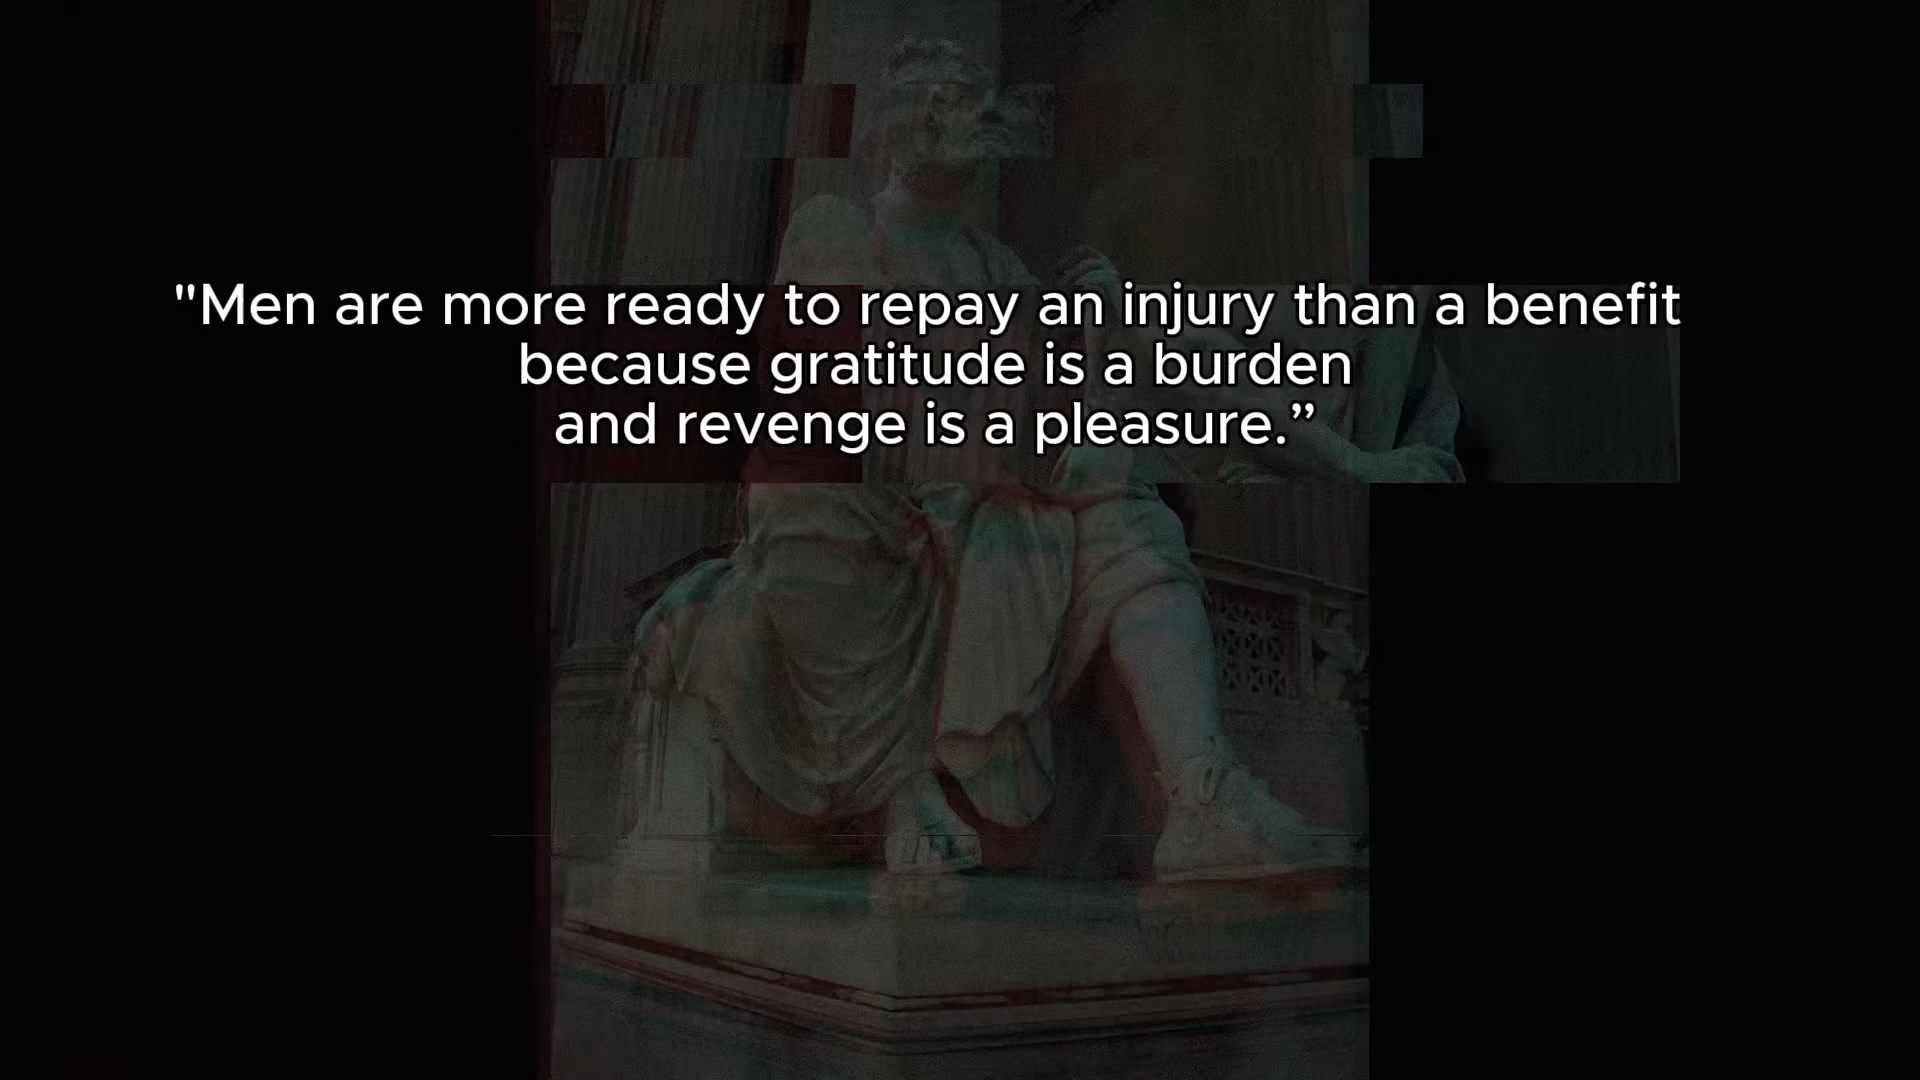 "Men are more ready to repay an injury than a benefit
because gratitude is a burden
and revenge is a pleasure.”